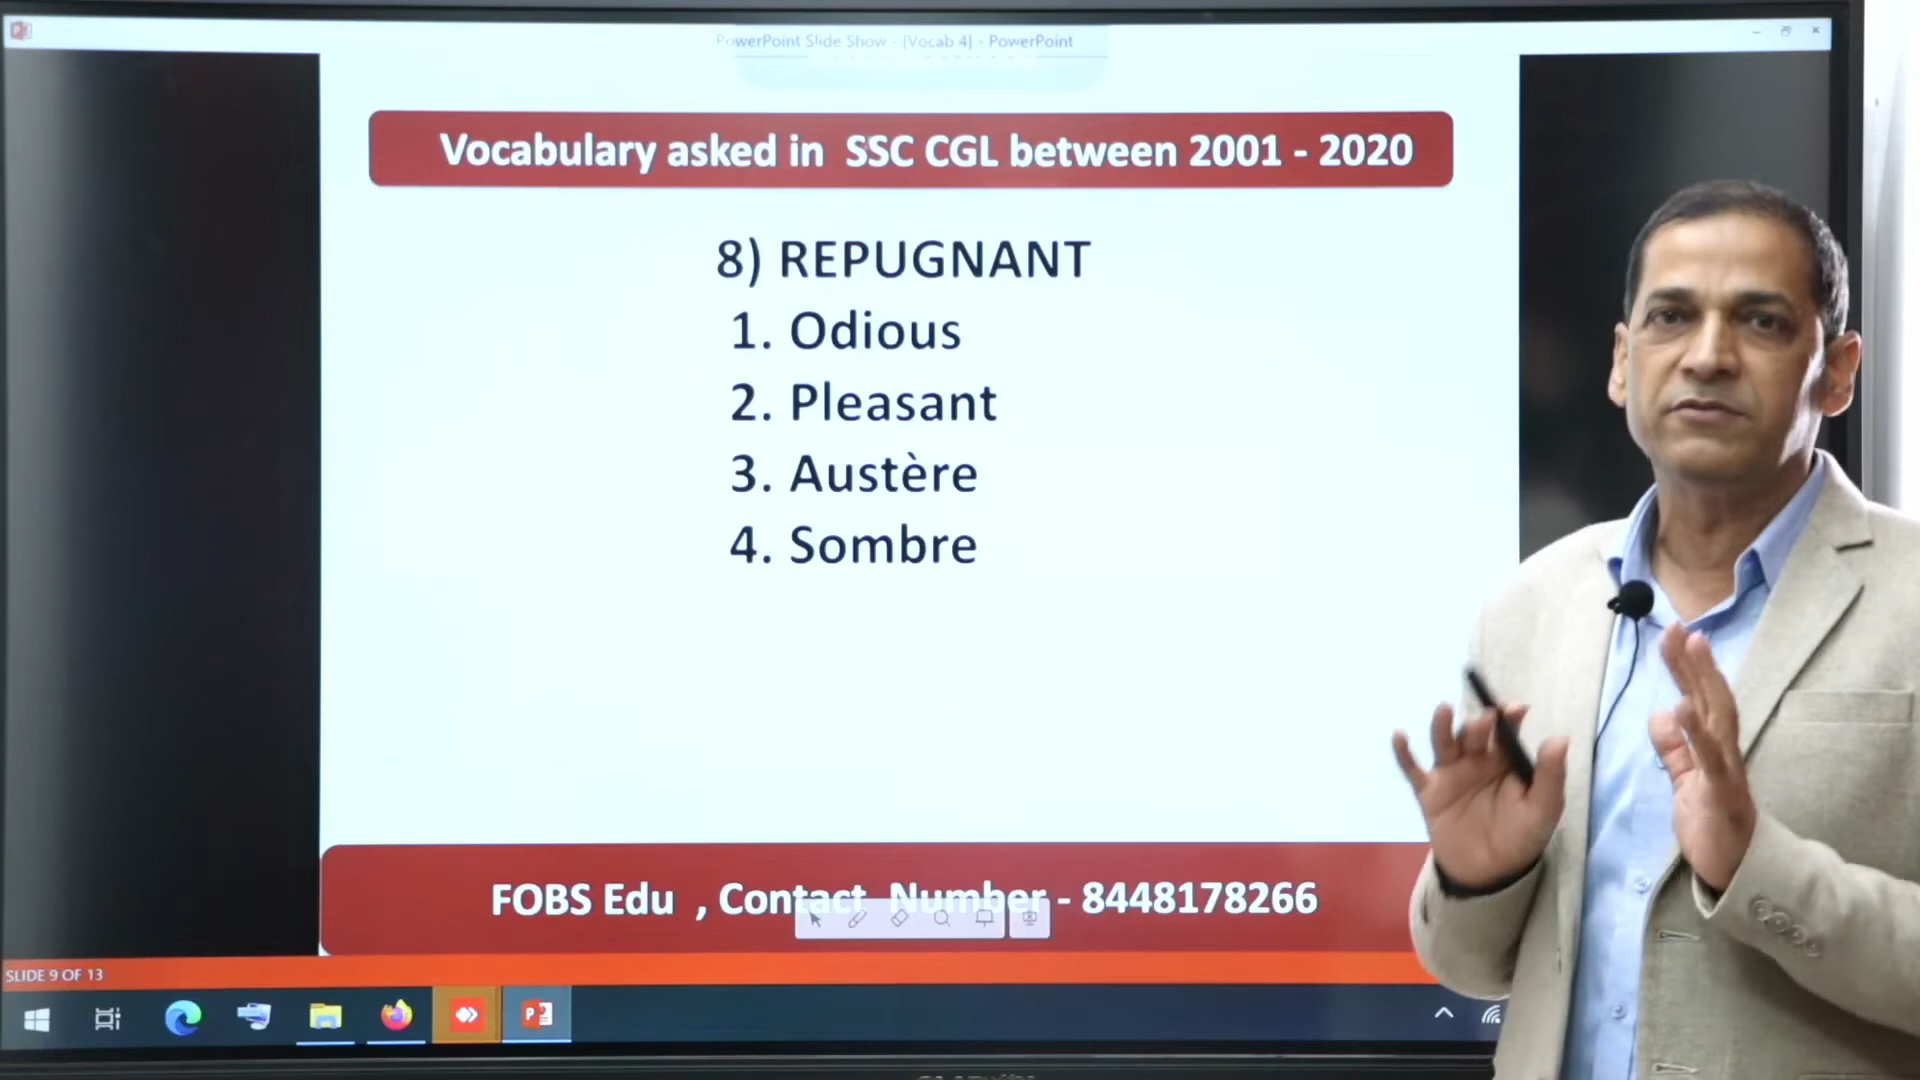 PowerPoint Slide Show - [Vocab 4] - PowerPoint
Vocabulary asked in SSC CGL between 2001 - 2020
8) REPUGNANT
1. Odious
2. Pleasant
3. Austère
4. Sombre
FOBS Edu , Contact Number - 8448178266
SLIDE 9 OF 13